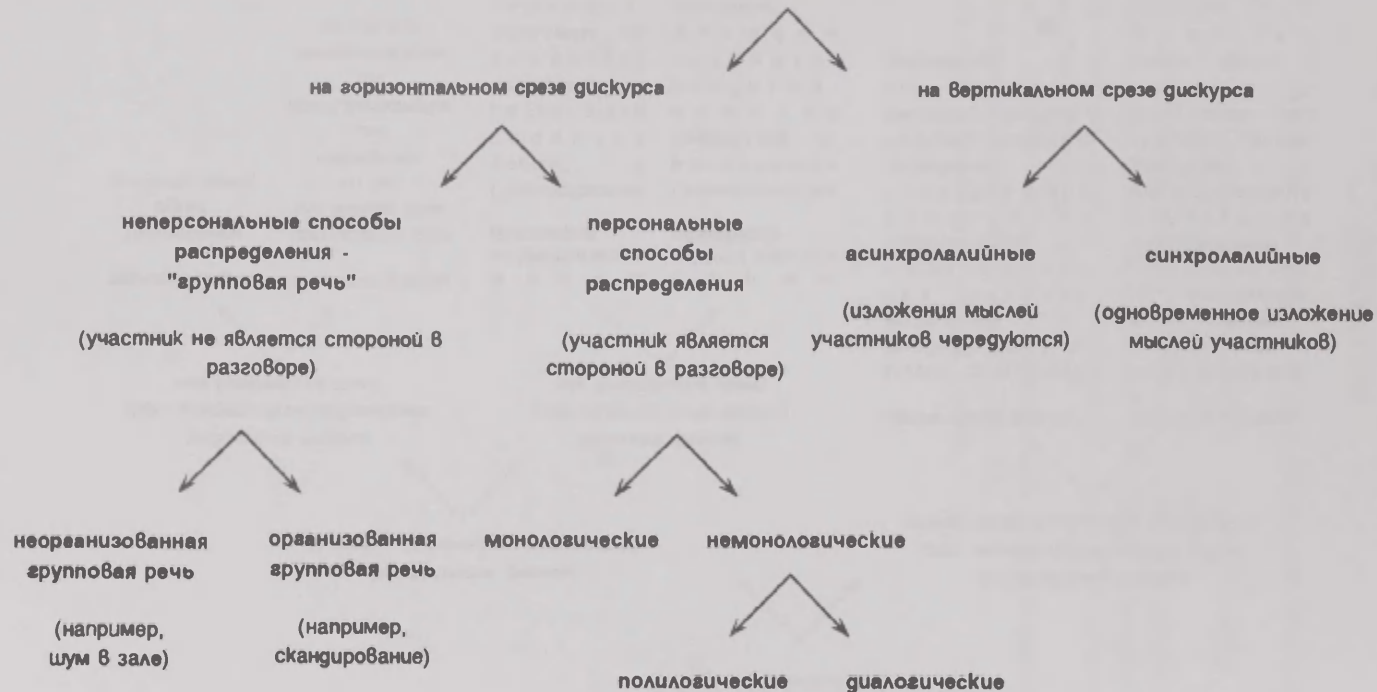 на горизонтальном срезе дискурса
на вертикальном срезе дискурса
неперсональные способы
распределения -
"групповая речь"
(участник не является стороной в
разговоре)
персональные
способы
распределения
(участник является
стороной в разговоре)
асинхролалийные
(изложения мыслей
участников чередуются)
синхролалийные
(одновременное изложение
мыслей участников)
неорганизованная
групповая речь
(например,
шум в зале)
организованная
групповая речь
(например,
скандирование)
монологические
немонологические
полилогические
диалогические